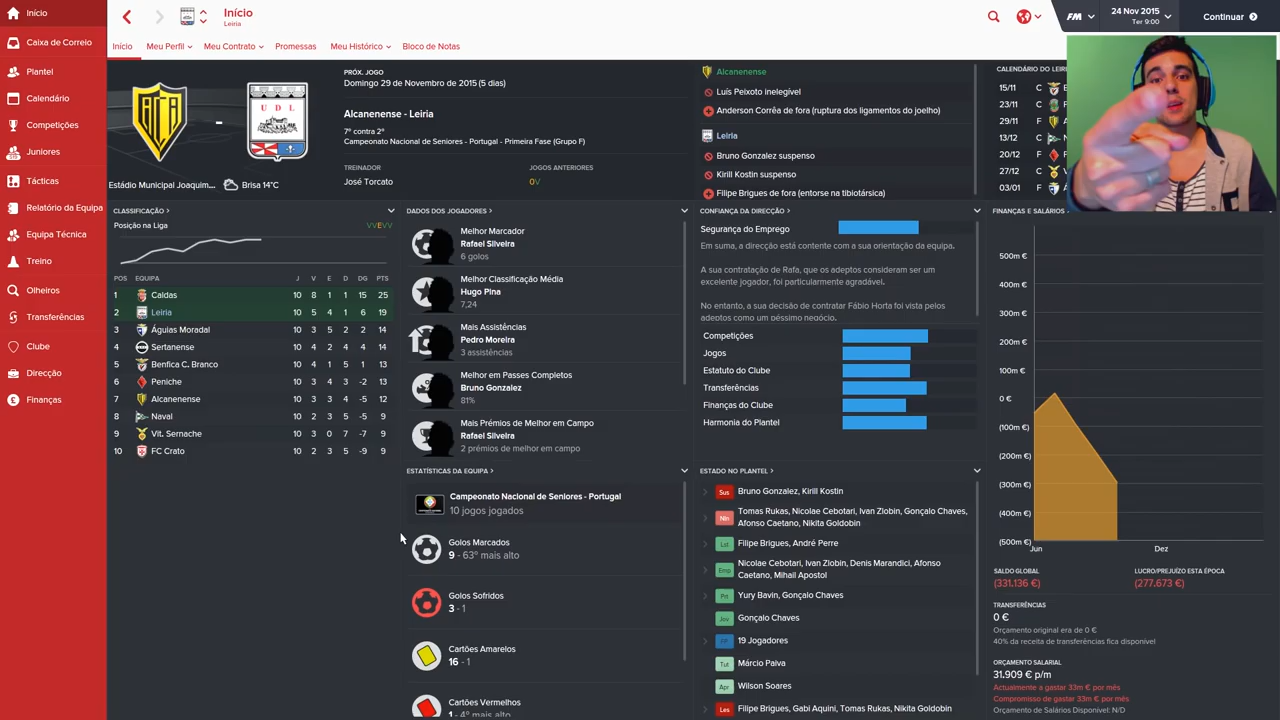 Início
Caixa de Correio
Plantel
Calendário
Competições
Juniores
Tácticas
Relatório da Equipa
Equipa Técnica
Treino
Olheiros
Transferências
Clube
Direcção
Finanças
Início
Leiria
FM
24 Nov 2015
Ter 9:00
Continuar
Início
Meu Perfil
Meu Contrato
Promessas
Meu Histórico
Bloco de Notas
U D L
PRÓX. JOGO
Domingo 29 de Novembro de 2015 (5 dias)
Alcanenense - Leiria
7º contra 2º
Campeonato Nacional de Seniores - Portugal - Primeira Fase (Grupo F)
TREINADOR
José Torcato
JOGOS ANTERIORES
0V
Estádio Municipal Joaquim...
Brisa 14°C
Alcanenense
Luís Peixoto inelegível
Anderson Corrêa de fora (ruptura dos ligamentos do joelho)
Leiria
Bruno Gonzalez suspenso
Kirill Kostin suspenso
Filipe Brigues de fora (entorse na tibiotársica)
CALENDÁRIO DO LEIRI
15/11 C
23/11 C
29/11 F
13/12 C
20/12 F
27/12 C
03/01 F
CLASSIFICAÇÃO
Posição na Liga
VVEVV
POS EQUIPA J V E D DG PTS
1 Caldas 10 8 1 1 15 25
2 Leiria 10 5 4 1 6 19
3 Águias Moradal 10 3 5 2 2 14
4 Sertanense 10 4 2 4 4 14
5 Benfica C. Branco 10 4 1 5 1 13
6 Peniche 10 3 4 3 -2 13
7 Alcanenense 10 3 3 4 -5 12
8 Naval 10 2 3 5 -5 9
9 Vit. Sernache 10 3 0 7 -7 9
10 FC Crato 10 2 3 5 -9 9
DADOS DOS JOGADORES
Melhor Marcador
Rafael Silveira
6 golos
Melhor Classificação Média
Hugo Pina
7,24
Mais Assistências
Pedro Moreira
3 assistências
Melhor em Passes Completos
Bruno Gonzalez
81%
Mais Prémios de Melhor em Campo
Rafael Silveira
2 prémios de melhor em campo
ESTATÍSTICAS DA EQUIPA
Campeonato Nacional de Seniores - Portugal
10 jogos jogados
Golos Marcados
9 - 63º mais alto
Golos Sofridos
3 - 1
Cartões Amarelos
16 - 1
Cartões Vermelhos
1 - 4º mais alto
CONFIANÇA DA DIRECÇÃO
Segurança do Emprego
Em suma, a direcção está contente com a sua orientação da equipa.
A sua contratação de Rafa, que os adeptos consideram ser um
excelente jogador, foi particularmente agradável.
No entanto, a sua decisão de contratar Fábio Horta foi vista pelos
adeptos como um péssimo negócio.
Competições
Jogos
Estatuto do Clube
Transferências
Finanças do Clube
Harmonia do Plantel
ESTADO NO PLANTEL
Sus Bruno Gonzalez, Kirill Kostin
NIn Tomas Rukas, Nicolae Cebotari, Ivan Zlobin, Gonçalo Chaves,
Afonso Caetano, Nikita Goldobin
Lst Filipe Brigues, André Perre
Emp Nicolae Cebotari, Ivan Zlobin, Denis Marandici, Afonso
Caetano, Mihail Apostol
Prt Yury Bavin, Gonçalo Chaves
Jov Gonçalo Chaves
FP 19 Jogadores
Tut Márcio Paiva
Apr Wilson Soares
Les Filipe Brigues, Gabi Aquini, Tomas Rukas, Nikita Goldobin
FINANÇAS E SALÁRIOS
500m €
400m €
300m €
200m €
100m €
0 €
(100m €)
(200m €)
(300m €)
(400m €)
(500m €)
Jun Dez
SALDO GLOBAL
(331.136 €)
LUCRO/PREJUÍZO ESTA ÉPOCA
(277.673 €)
TRANSFERÊNCIAS
0 €
Orçamento original era de 0 €
40% da receita de transferências fica disponível
ORÇAMENTO SALARIAL
31.909 € p/m
Actualmente a gastar 33m € por mês
Compromisso de gastar 33m € por mês
Orçamento de Salários Disponível: N/D